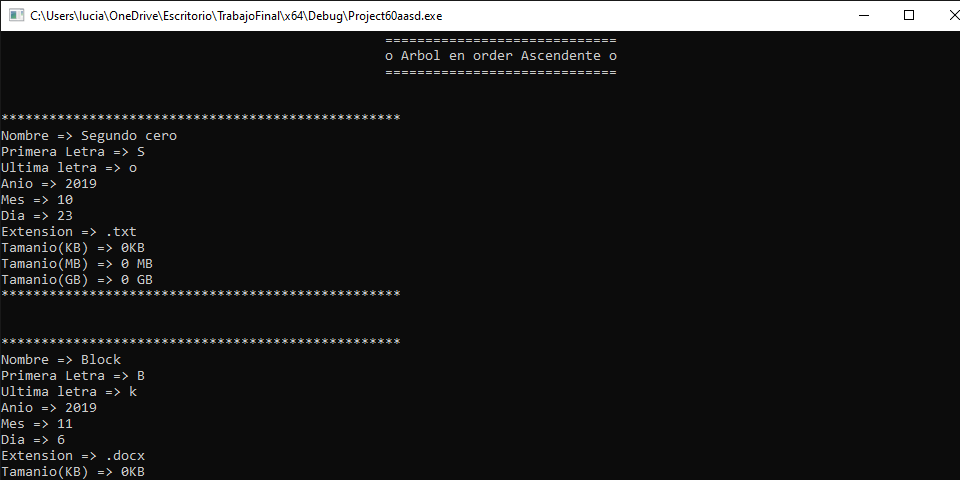 C:\Users\lucia\OneDrive\Escritorio\TrabajoFinal\x64\Debug\Project60aasd.exe
=============================
o Arbol en order Ascendente o
=============================
**************************************************
Nombre => Segundo cero
Primera Letra => S
Ultima letra => o
Anio => 2019
Mes => 10
Dia => 23
Extension => .txt
Tamanio(KB) => 0KB
Tamanio(MB) => 0 MB
Tamanio(GB) => 0 GB
**************************************************
**************************************************
Nombre => Block
Primera Letra => B
Ultima letra => k
Anio => 2019
Mes => 11
Dia => 6
Extension => .docx
Tamanio(KB) => 0KB